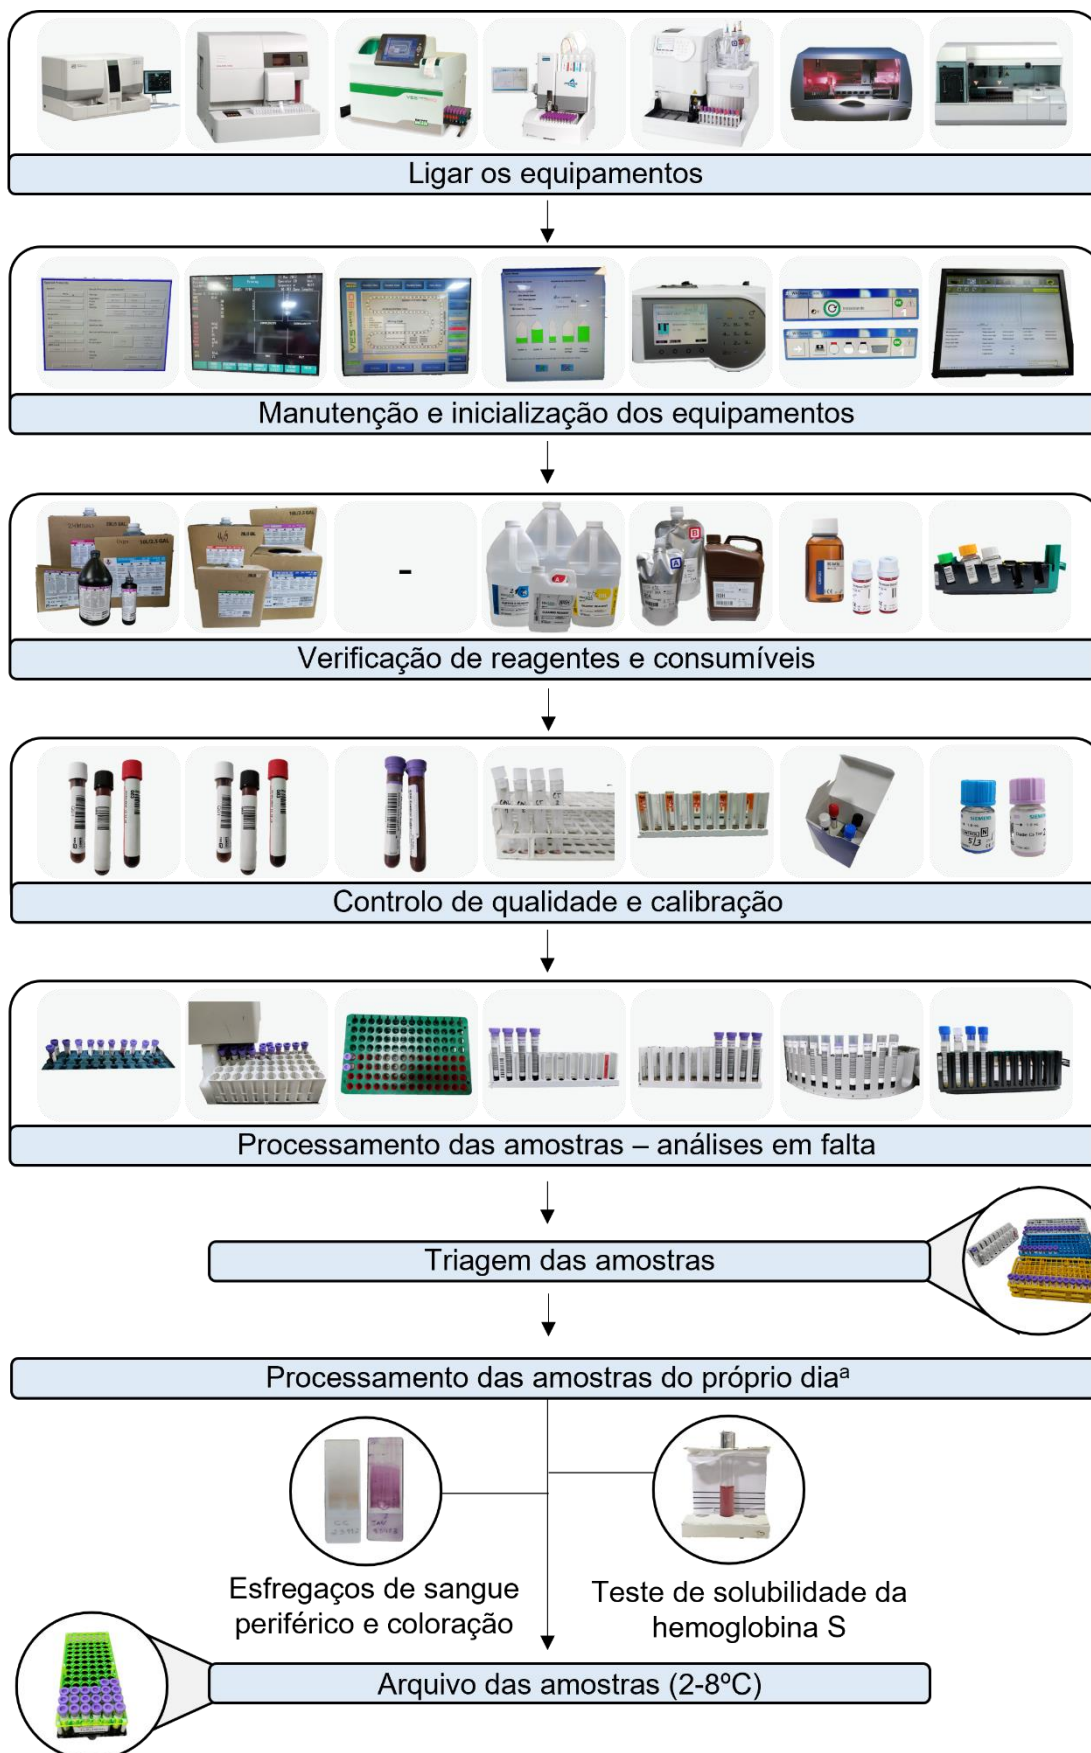 Ligar os equipamentos
Manutenção e inicialização dos equipamentos
-
Verificação de reagentes e consumíveis
Controlo de qualidade e calibração
Processamento das amostras – análises em falta
Triagem das amostras
Processamento das amostras do próprio diaᵃ
Esfregaços de sangue
periférico e coloração
Teste de solubilidade da
hemoglobina S
Arquivo das amostras (2-8ºC)